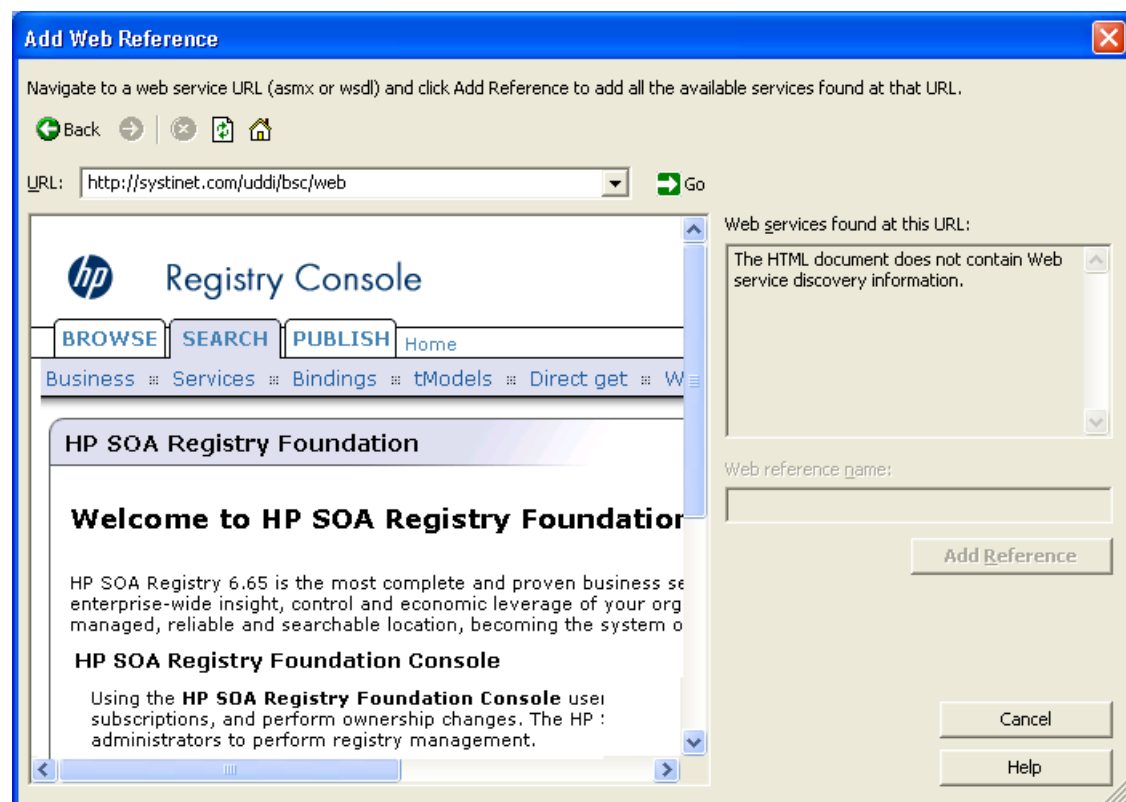 Add Web Reference
Navigate to a web service URL (asmx or wsdl) and click Add Reference to add all the available services found at that URL.
Back
URL: http://systinet.com/uddi/bsc/web Go
hp Registry Console
BROWSE SEARCH PUBLISH Home
Business Services Bindings tModels Direct get W
HP SOA Registry Foundation
Welcome to HP SOA Registry Foundation
HP SOA Registry 6.65 is the most complete and proven business se
enterprise-wide insight, control and economic leverage of your org
managed, reliable and searchable location, becoming the system o
HP SOA Registry Foundation Console
Using the HP SOA Registry Foundation Console user
subscriptions, and perform ownership changes. The HP
administrators to perform registry management.
Web services found at this URL:
The HTML document does not contain Web
service discovery information.
Web reference name:
Add Reference
Cancel
Help